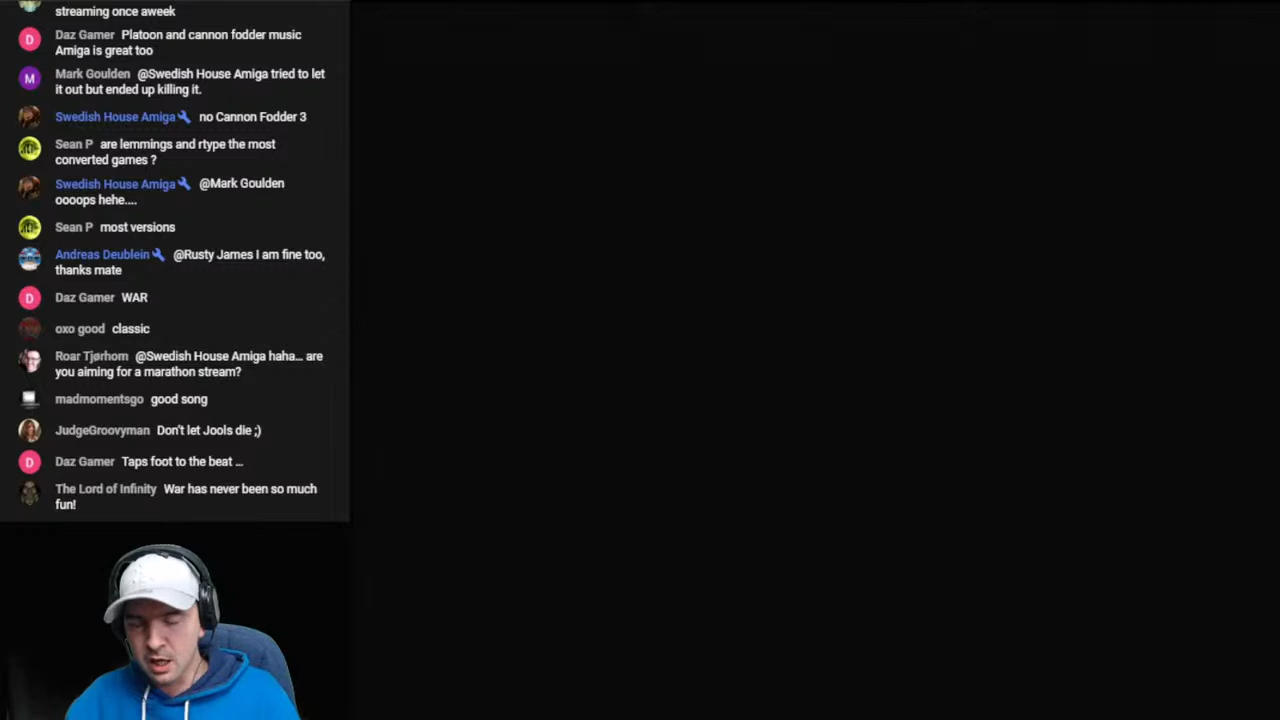 streaming once aweek
Daz Gamer Platoon and cannon fodder music
Amiga is great too
Mark Goulden @Swedish House Amiga tried to let
it out but ended up killing it.
Swedish House Amiga no Cannon Fodder 3
Sean P are lemmings and rtype the most
converted games ?
Swedish House Amiga @Mark Goulden
oooops hehe....
Sean P most versions
Andreas Deublein @Rusty James I am fine too,
thanks mate
D
Daz Gamer WAR
oxo good classic
Roar Tjørhom @Swedish House Amiga haha... are
you aiming for a marathon stream?
madmomentsgo good song
JudgeGroovyman Don't let Jools die ;)
D
Daz Gamer Taps foot to the beat ...
The Lord of Infinity War has never been so much
fun!